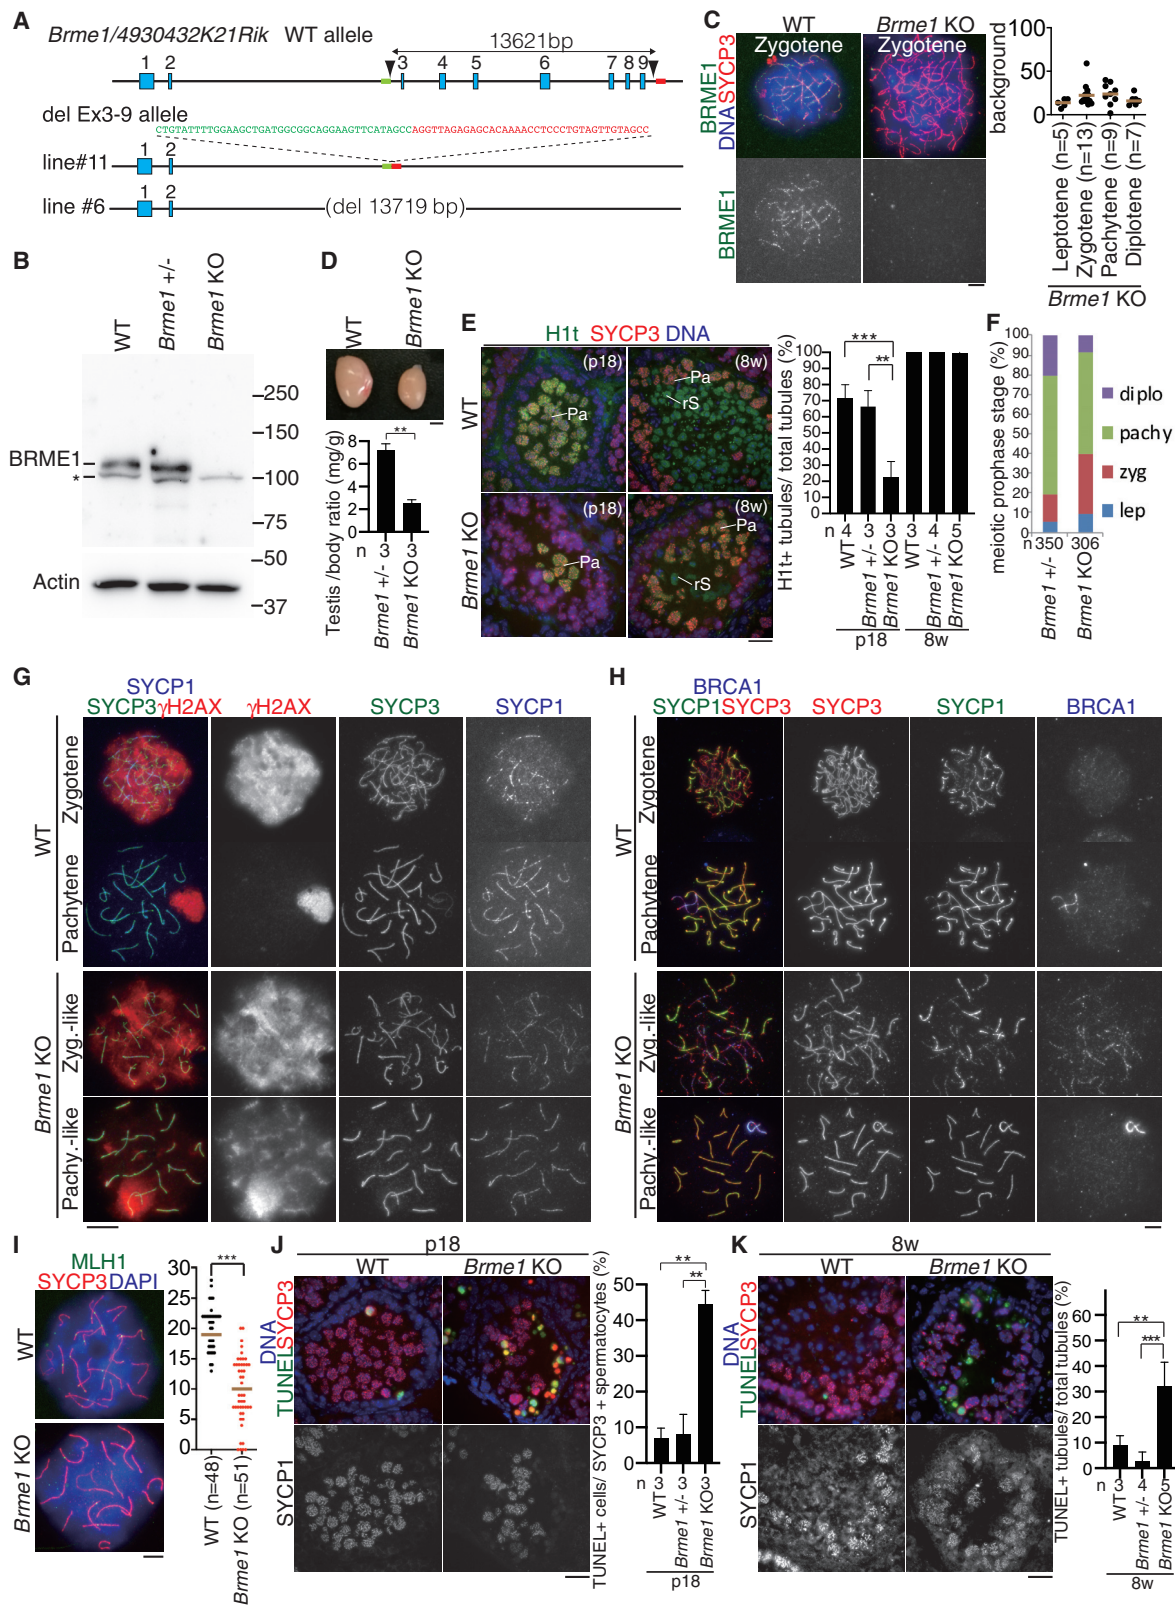 A
Brme1/4930432K21Rik WT allele
13621bp
1 2 3 4 5 6 7 8 9
del Ex3-9 allele
CTGTATTTTGGAAGCTGATGGCGGCAGGAAGTTCATAGCCAGGTTAGAGAGCACAAAACCTCCCTGTAGTTGTAGCC
line#11
1 2
line #6
1 2
(del 13719 bp)
B
WT
Brme1 +/-
Brme1 KO
BRME1
*
250
150
100
75
50
37
Actin
C
WT
Brme1 KO
Zygotene
Zygotene
BRME1
DNA SYCP3
BRME1
background
100
50
0
Leptotene (n=5)
Zygotene (n=13)
Pachytene (n=9)
Diplotene (n=7)
Brme1 KO
D
WT
Brme1 KO
Testis /body ratio (mg/g)
8
6
4
2
0
**
n 3 3
Brme1 +/-
Brme1 KO
E
H1t SYCP3 DNA
WT
Brme1 KO
(p18)
(8w)
Pa
Pa
rS
(p18)
(8w)
Pa
Pa
rS
H1t+ tubules/ total tubules (%)
100
90
80
70
60
50
40
30
20
10
0
***
**
n 4 3 3 3 4 5
WT
Brme1 +/-
Brme1 KO
WT
Brme1 +/-
Brme1 KO
p18
8w
F
meiotic prophase stage (%)
100
90
80
70
60
50
40
30
20
10
0
n 350 306
Brme1 +/-
Brme1 KO
diplo
pachy
zyg
lep
G
SYCP1
SYCP3 γH2AX
γH2AX
SYCP3
SYCP1
WT
Zygotene
Pachytene
Brme1 KO
Zyg.-like
Pachy.-like
H
BRCA1
SYCP1 SYCP3
SYCP3
SYCP1
BRCA1
WT
Zygotene
Pachytene
Brme1 KO
Zyg.-like
Pachy.-like
I
MLH1
SYCP3 DAPI
WT
Brme1 KO
30
25
20
15
10
5
0
***
WT (n=48)
Brme1 KO (n=51)
J
p18
WT
Brme1 KO
DNA
TUNEL SYCP3
SYCP1
TUNEL+ cells/ SYCP3 + spermatocytes (%)
50
40
30
20
10
0
**
**
n 3 3 3
WT
Brme1 +/-
Brme1 KO
p18
K
8w
WT
Brme1 KO
DNA
TUNEL SYCP3
SYCP1
TUNEL+ tubules/ total tubules (%)
60
50
40
30
20
10
0
**
***
n 3 4 5
WT
Brme1 +/-
Brme1 KO
8w